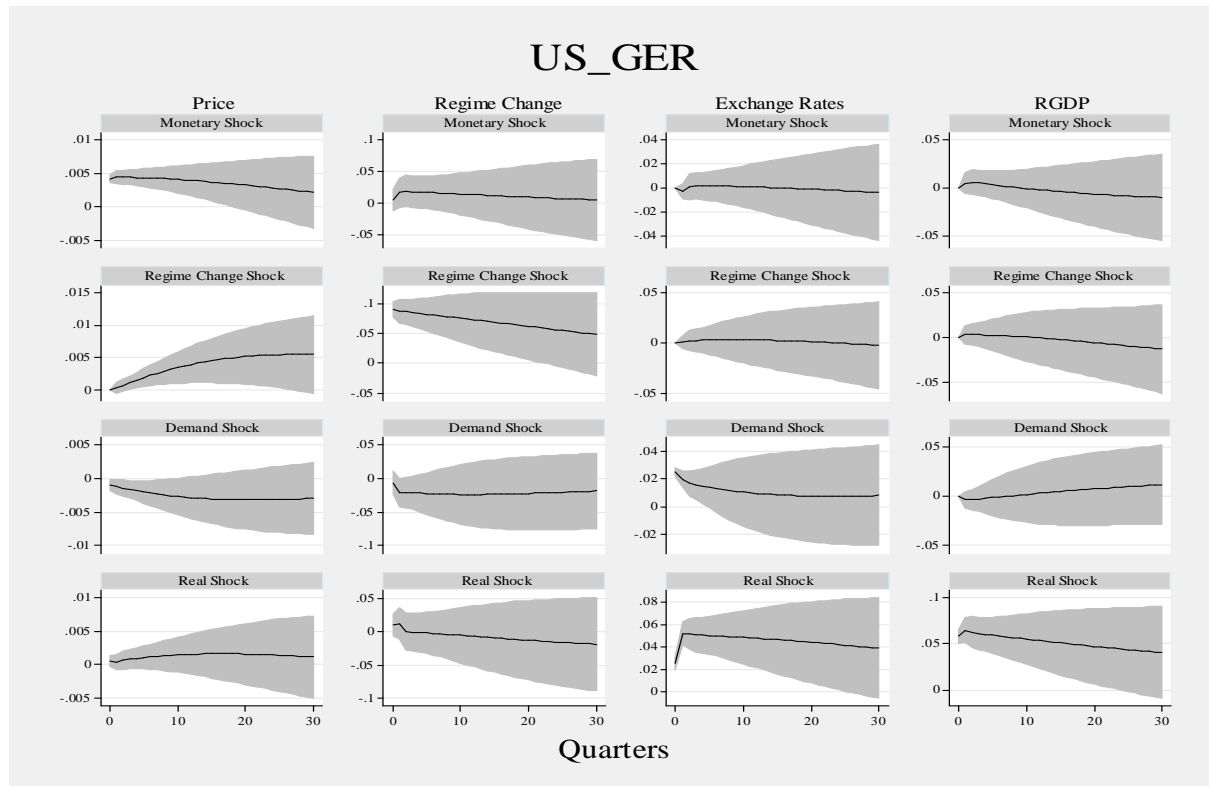 US_GER
Price Regime Change Exchange Rates RGDP
Monetary Shock Monetary Shock Monetary Shock Monetary Shock
.01 .1 .04 .05
.005 .05 .02
0 0 0 0
-.02
-.005 -.05 -.04 -.05
Regime Change Shock Regime Change Shock Regime Change Shock Regime Change Shock
.015 .1 .05 .05
.01 .05
.005 0 0 0
0 -.05 -.05 -.05
Demand Shock Demand Shock Demand Shock Demand Shock
.005 .05 .04 .05
0 0 .02 0
-.005 -.05 0
-.01 -.1 -.02 -.05
Real Shock Real Shock Real Shock Real Shock
.01 .05 .08 .1
.005 0 .06 .05
0 -.05 .04
.02
-.005 -.1 0 0
0 10 20 30 0 10 20 30 0 10 20 30 0 10 20 30
Quarters